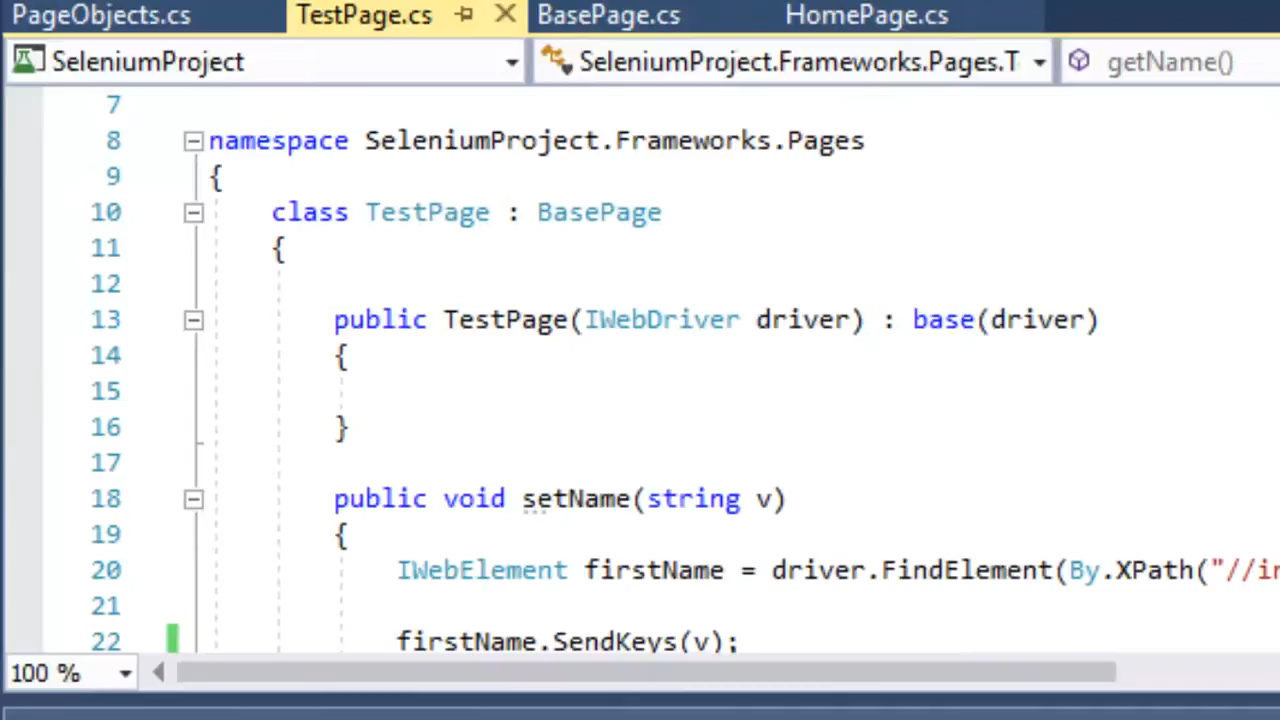 PageObjects.cs TestPage.cs BasePage.cs HomePage.cs
SeleniumProject SeleniumProject.Frameworks.Pages.T getName()
7
8 namespace SeleniumProject.Frameworks.Pages
9 {
10 class TestPage : BasePage
11 {
12
13 public TestPage(IWebDriver driver) : base(driver)
14 {
15
16 }
17
18 public void setName(string v)
19 {
20 IWebElement firstName = driver.FindElement(By.XPath("//in
21
22 firstName.SendKeys(v);
100 %